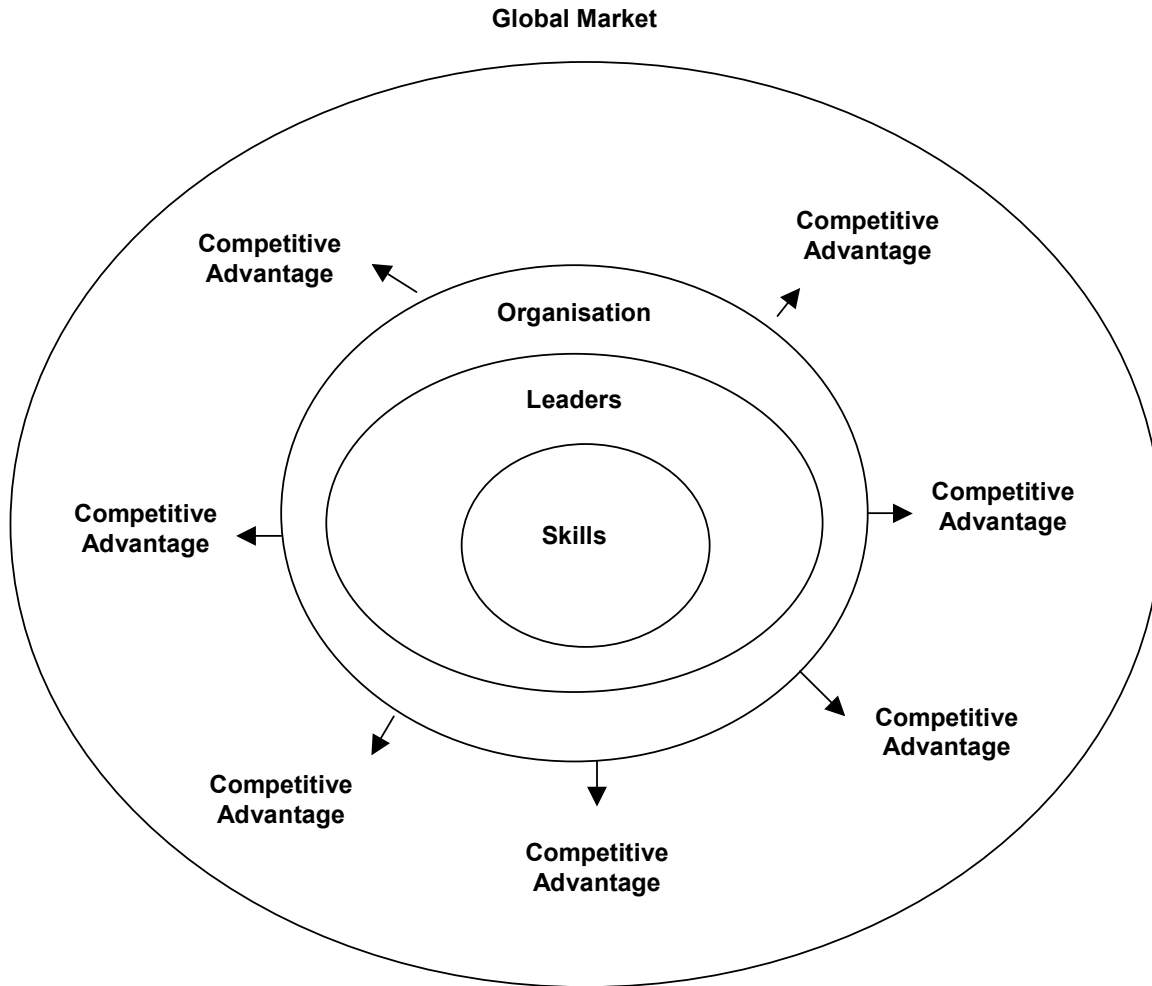 Global Market
Competitive
Advantage
Competitive
Advantage
Organisation
Leaders
Competitive
Advantage
Competitive
Advantage
Skills
Competitive
Advantage
Competitive
Advantage
Competitive
Advantage